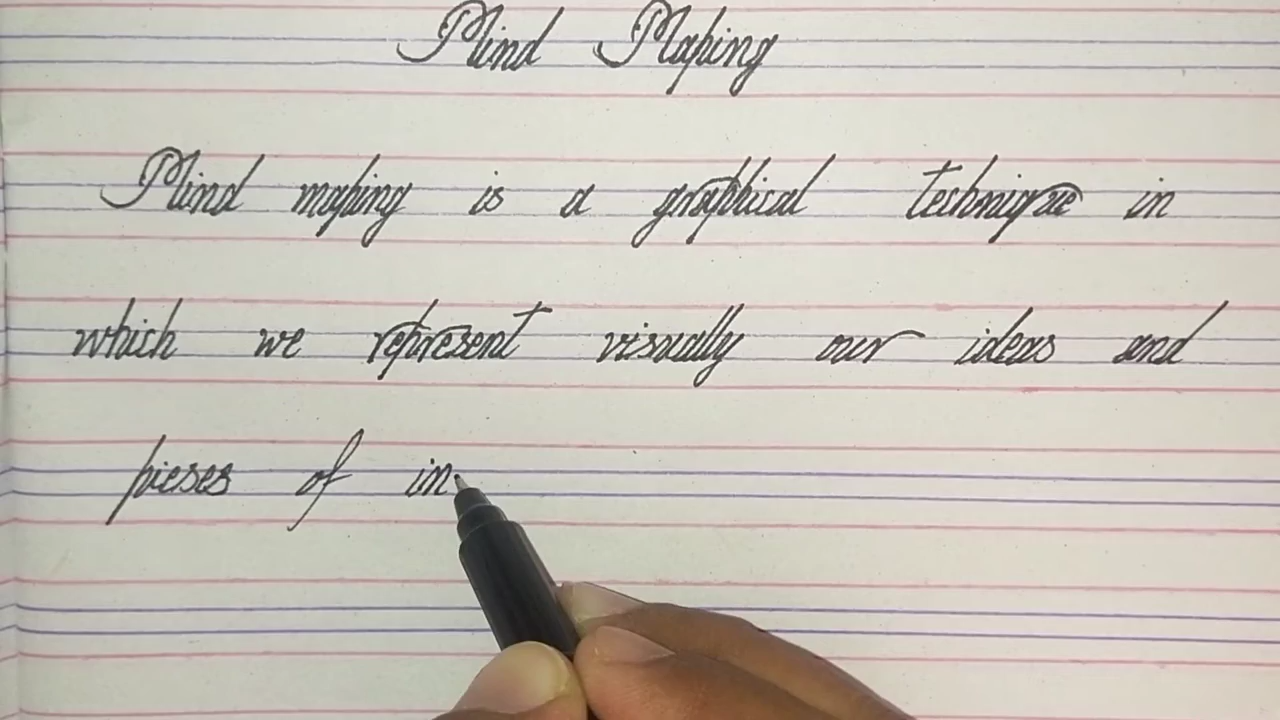 Mind Maping
Mind maping is a graphical technique in
which we represent visually our ideas and
pieses of in